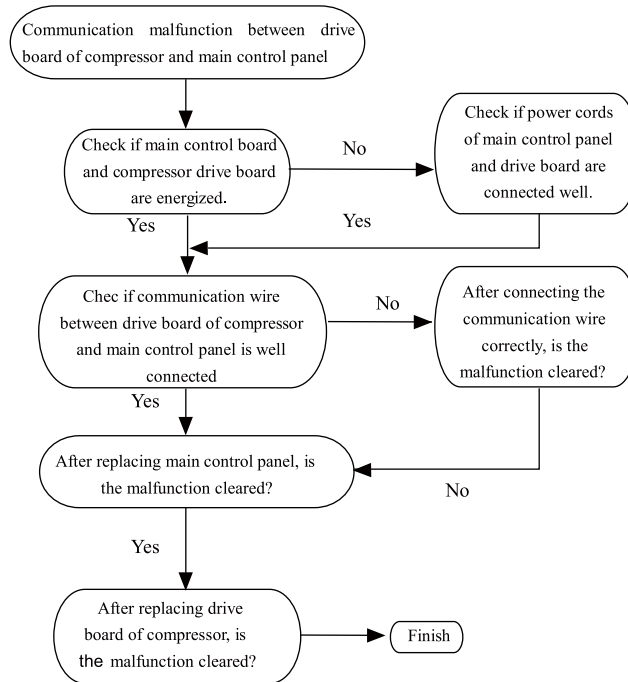 Communication malfunction between drive
board of compressor and main control panel
Check if main control board
and compressor drive board
are energized.
No
Check if power cords
of main control panel
and drive board are
connected well.
Yes
Yes
Chec if communication wire
between drive board of compressor
and main control panel is well
connected
No
After connecting the
communication wire
correctly, is the
malfunction cleared?
Yes
After replacing main control panel, is
the malfunction cleared?
No
Yes
After replacing drive
board of compressor, is
the malfunction cleared?
Finish